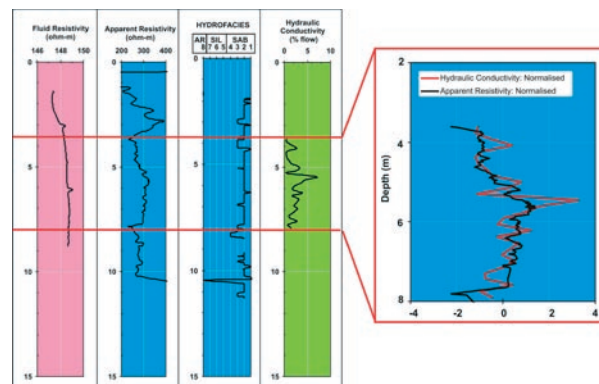 Fluid Resistivity
(ohm-m)
146 148 150
0
5
10
15
Apparent Resistivity
(ohm-m)
200 300 400
0
5
10
15
HYDROFACIES
AR SIL SAB
8 7 6 5 4 3 2 1
0
5
10
15
Hydraulic
Conductivity
(% flow)
0 5 10
0
5
10
15
Hydraulic Conductivity: Normalised
Apparent Resistivity: Normalised
Depth (m)
2
4
6
8
-4 -2 0 2 4